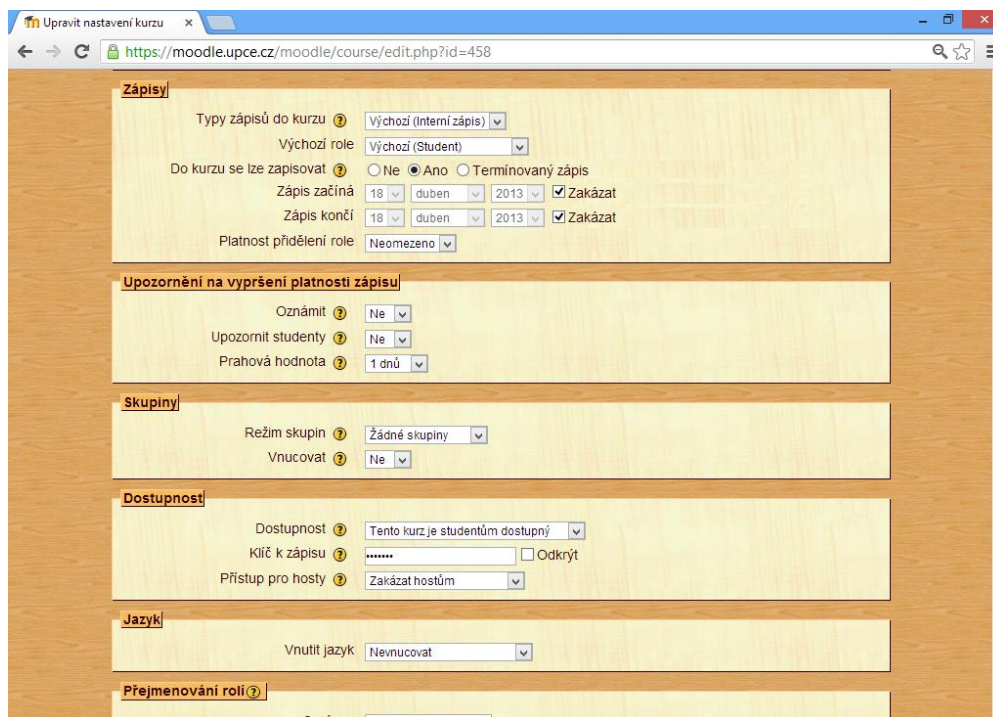 Upravit nastavení kurzu
https://moodle.upce.cz/moodle/course/edit.php?id=458
Zápisy
Typy zápisů do kurzu Výchozí (Interní zápis)
Výchozí role Výchozí (Student)
Do kurzu se lze zapisovat Ne Ano Termínovaný zápis
Zápis začíná 18 duben 2013 Zakázat
Zápis končí 18 duben 2013 Zakázat
Platnost přidělení role Neomezeno
Upozornění na vypršení platnosti zápisu
Oznámit Ne
Upozornit studenty Ne
Prahová hodnota 1 dnů
Skupiny
Režim skupin Žádné skupiny
Vnucovat Ne
Dostupnost
Dostupnost Tento kurz je studentům dostupný
Klíč k zápisu ••••••• Odkrýt
Přístup pro hosty Zakázat hostům
Jazyk
Vnutit jazyk Nevnucovat
Přejmenování rolí